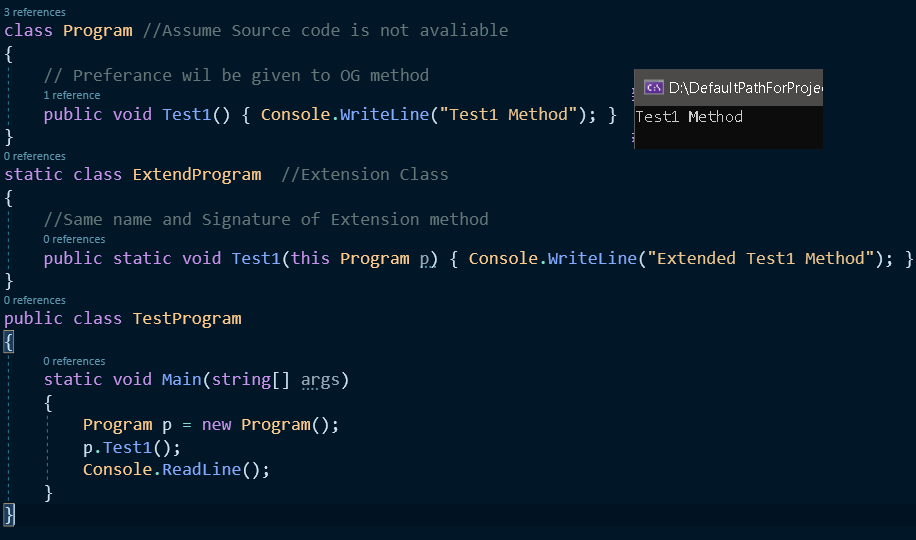 3 references
class Program //Assume Source code is not avaliable
{
// Preferance wil be given to OG method
1 reference
public void Test1() { Console.WriteLine("Test1 Method"); }
}
0 references
static class ExtendProgram  //Extension Class
{
//Same name and Signature of Extension method
0 references
public static void Test1(this Program p) { Console.WriteLine("Extended Test1 Method"); }
}
0 references
public class TestProgram
{
0 references
static void Main(string[] args)
{
Program p = new Program();
p.Test1();
Console.ReadLine();
}
}
D:\DefaultPathForProje
Test1 Method